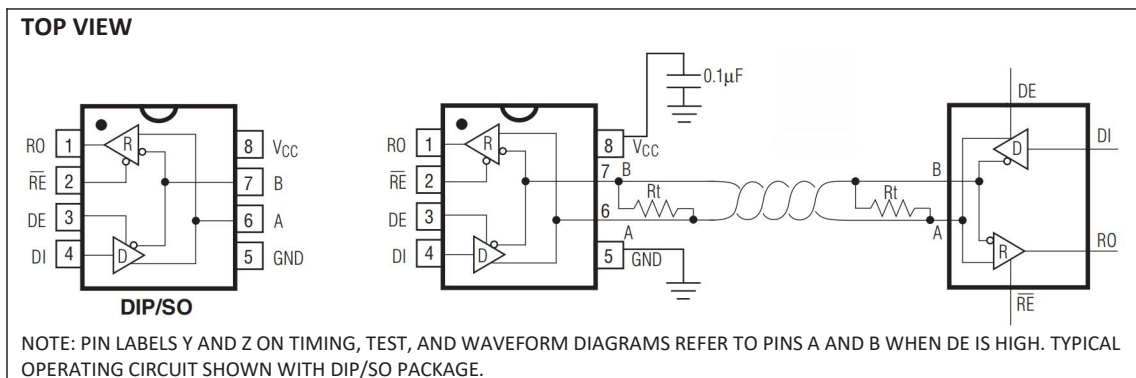 TOP VIEW
0.1μF
DE
RO 1
8 VCC
RE 2
7 B
DE 3
6 A
DI 4
5 GND
R
D
DIP/SO
RO 1
8 VCC
RE 2
7 B
DE 3
6 A
DI 4
5 GND
R
D
Rt
Rt
B
A
D
DI
R
RO
RE
NOTE: PIN LABELS Y AND Z ON TIMING, TEST, AND WAVEFORM DIAGRAMS REFER TO PINS A AND B WHEN DE IS HIGH. TYPICAL
OPERATING CIRCUIT SHOWN WITH DIP/SO PACKAGE.